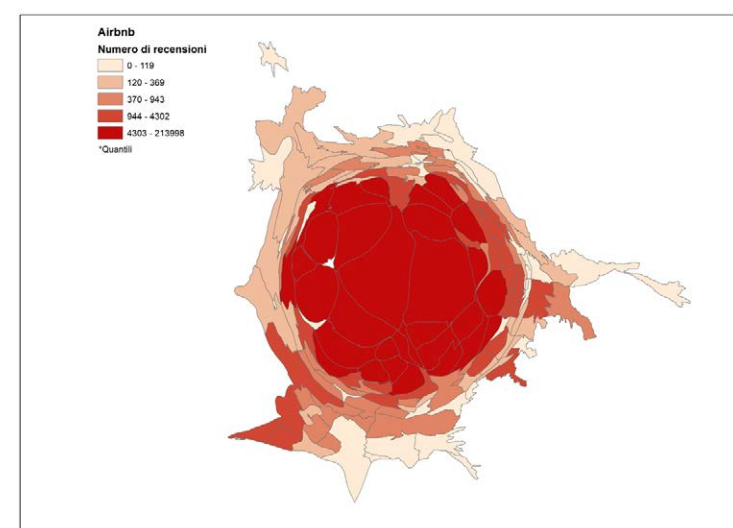 Airbnb
Numero di recensioni
0 - 119
120 - 369
370 - 943
944 - 4302
4303 - 213998
*Quantili